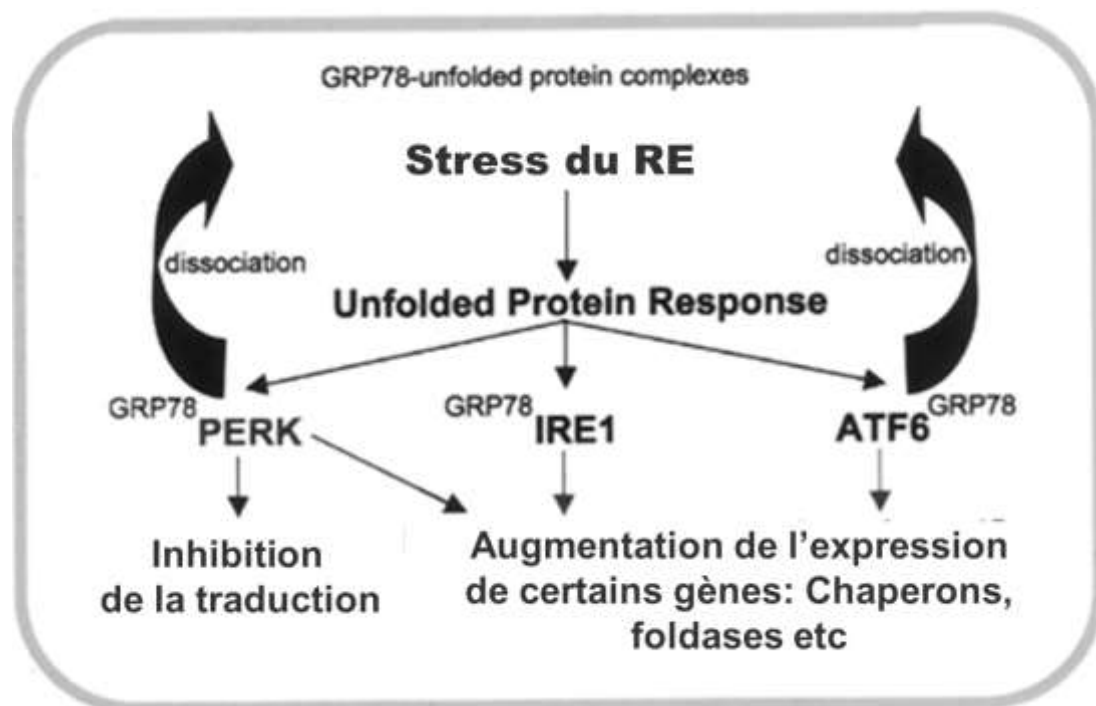 GRP78-unfolded protein complexes
Stress du RE
dissociation
dissociation
Unfolded Protein Response
GRP78
PERK
GRP78
IRE1
ATF6
GRP78
Inhibition
de la traduction
Augmentation de l'expression
de certains gènes: Chaperons,
foldases etc